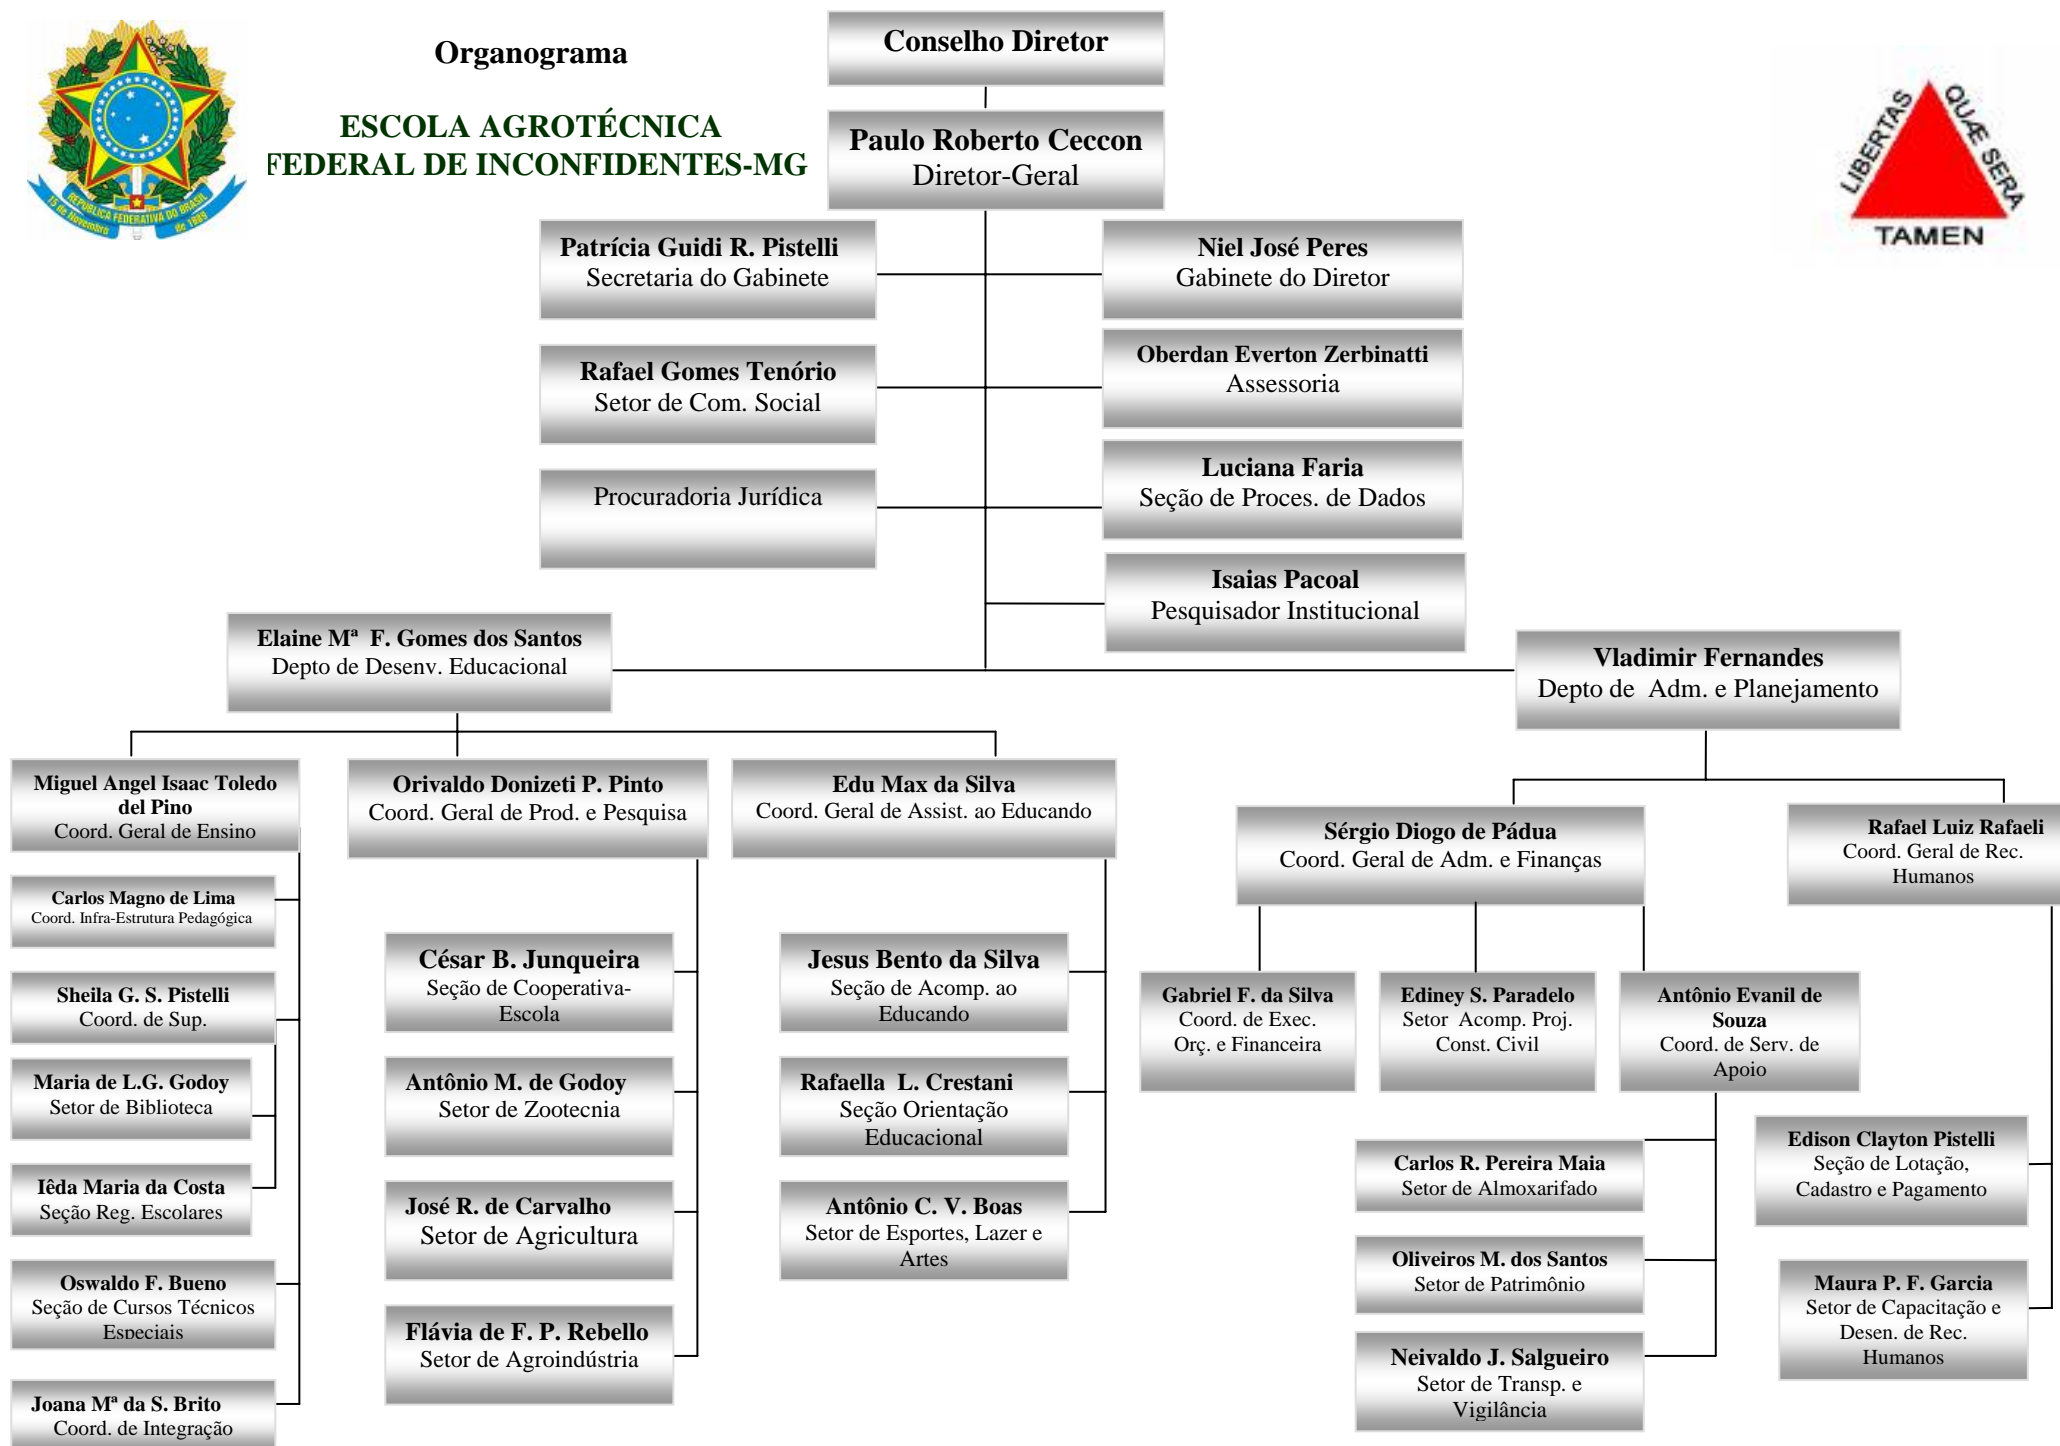 Organograma
ESCOLA AGROTÉCNICA
FEDERAL DE INCONFIDENTES-MG
REPÚBLICA FEDERATIVA DO BRASIL
15 de Novembro
de 1889
Conselho Diretor
Paulo Roberto Ceccon
Diretor-Geral
LIBERTAS
QUÆ SERA
TAMEN
Patrícia Guidi R. Pistelli
Secretaria do Gabinete
Niel José Peres
Gabinete do Diretor
Rafael Gomes Tenório
Setor de Com. Social
Oberdan Everton Zerbinatti
Assessoria
Procuradoria Jurídica
Luciana Faria
Seção de Proces. de Dados
Isaias Pacoal
Pesquisador Institucional
Elaine Mª  F. Gomes dos Santos
Depto de Desenv. Educacional
Vladimir Fernandes
Depto de  Adm. e Planejamento
Miguel Angel Isaac Toledo
del Pino
Coord. Geral de Ensino
Orivaldo Donizeti P. Pinto
Coord. Geral de Prod. e Pesquisa
Edu Max da Silva
Coord. Geral de Assist. ao Educando
Sérgio Diogo de Pádua
Coord. Geral de Adm. e Finanças
Rafael Luiz Rafaeli
Coord. Geral de Rec.
Humanos
Carlos Magno de Lima
Coord. Infra-Estrutura Pedagógica
Sheila G. S. Pistelli
Coord. de Sup.
Maria de L.G. Godoy
Setor de Biblioteca
Iêda Maria da Costa
Seção Reg. Escolares
Oswaldo F. Bueno
Seção de Cursos Técnicos
Especiais
Joana Mª da S. Brito
Coord. de Integração
César B. Junqueira
Seção de Cooperativa-
Escola
Antônio M. de Godoy
Setor de Zootecnia
José R. de Carvalho
Setor de Agricultura
Flávia de F. P. Rebello
Setor de Agroindústria
Jesus Bento da Silva
Seção de Acomp. ao
Educando
Rafaella  L. Crestani
Seção Orientação
Educacional
Antônio C. V. Boas
Setor de Esportes, Lazer e
Artes
Gabriel F. da Silva
Coord. de Exec.
Orç. e Financeira
Ediney S. Paradelo
Setor  Acomp. Proj.
Const. Civil
Antônio Evanil de
Souza
Coord. de Serv. de
Apoio
Carlos R. Pereira Maia
Setor de Almoxarifado
Oliveiros M. dos Santos
Setor de Patrimônio
Neivaldo J. Salgueiro
Setor de Transp. e
Vigilância
Edison Clayton Pistelli
Seção de Lotação,
Cadastro e Pagamento
Maura P. F. Garcia
Setor de Capacitação e
Desen. de Rec.
Humanos